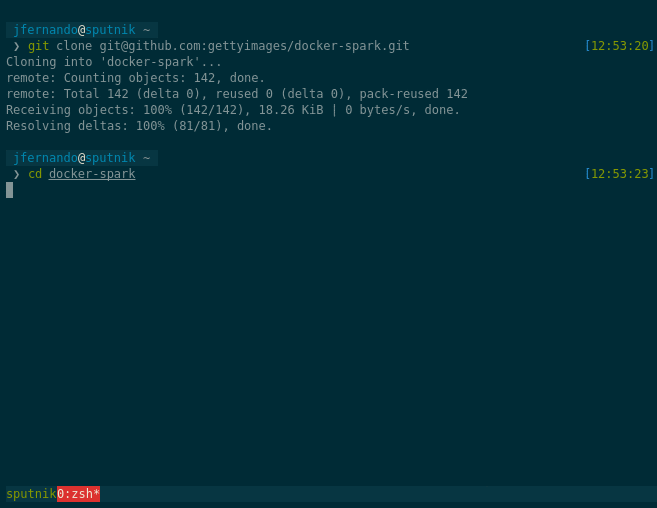 jfernando@sputnik ~
❯ git clone git@github.com:gettyimages/docker-spark.git [12:53:20]
Cloning into 'docker-spark'...
remote: Counting objects: 142, done.
remote: Total 142 (delta 0), reused 0 (delta 0), pack-reused 142
Receiving objects: 100% (142/142), 18.26 KiB | 0 bytes/s, done.
Resolving deltas: 100% (81/81), done.
jfernando@sputnik ~
❯ cd docker-spark [12:53:23]
sputnik0:zsh*